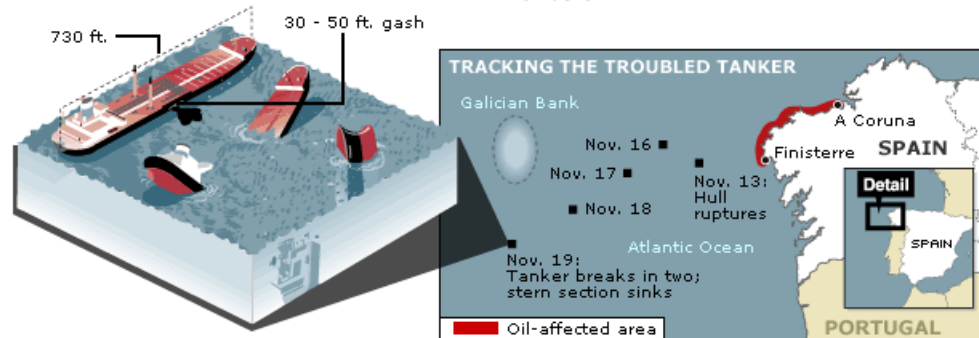 730 ft.
30 - 50 ft. gash
TRACKING THE TROUBLED TANKER
Galician Bank
A Coruna
Nov. 16
Finisterre
SPAIN
Nov. 17
Nov. 13:
Hull
ruptures
Detail
Nov. 18
SPAIN
Atlantic Ocean
Nov. 19:
Tanker breaks in two;
stern section sinks
Oil-affected area
PORTUGAL